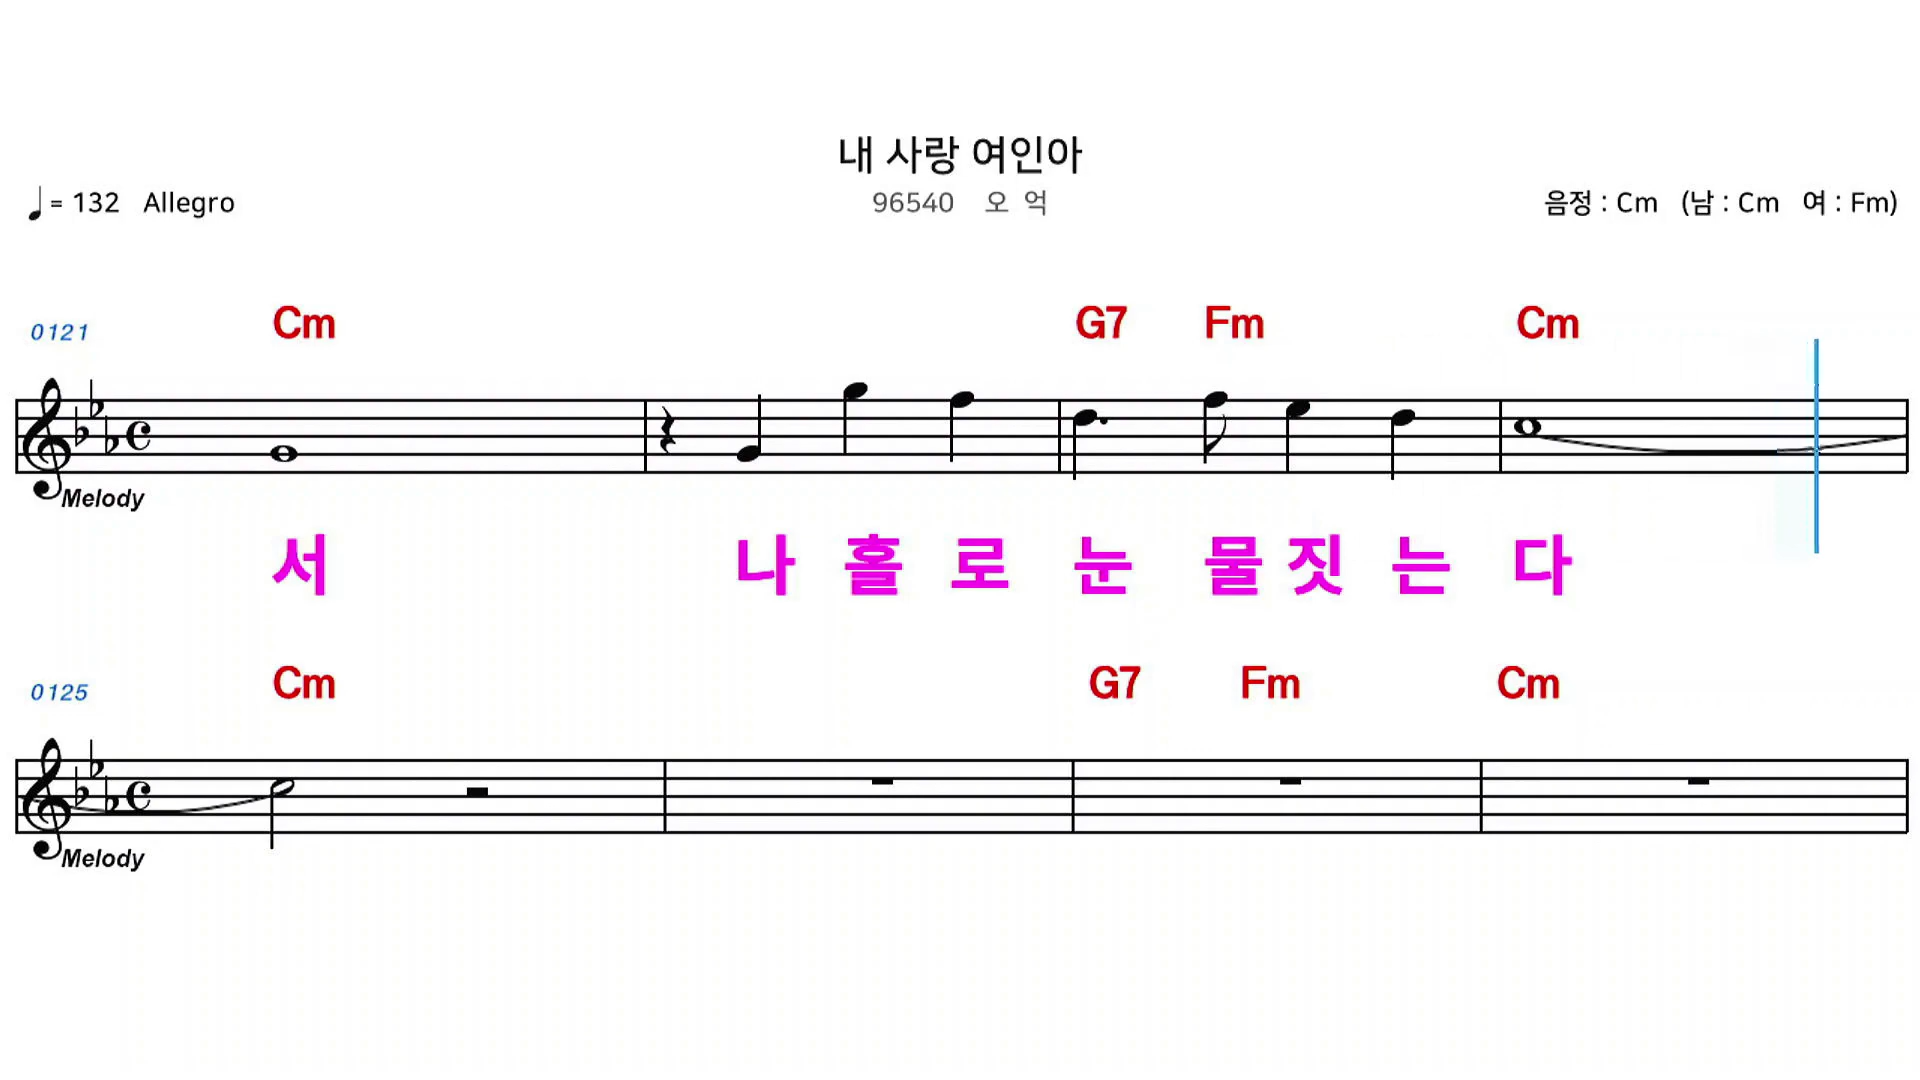 내 사랑 여인아
♩= 132 Allegro 96540 오 억 음정 : Cm (남 : Cm 여 : Fm)
0121 Cm G7 Fm Cm
Melody
서 나 홀 로 눈 물 짓 는 다
0125 Cm G7 Fm Cm
Melody